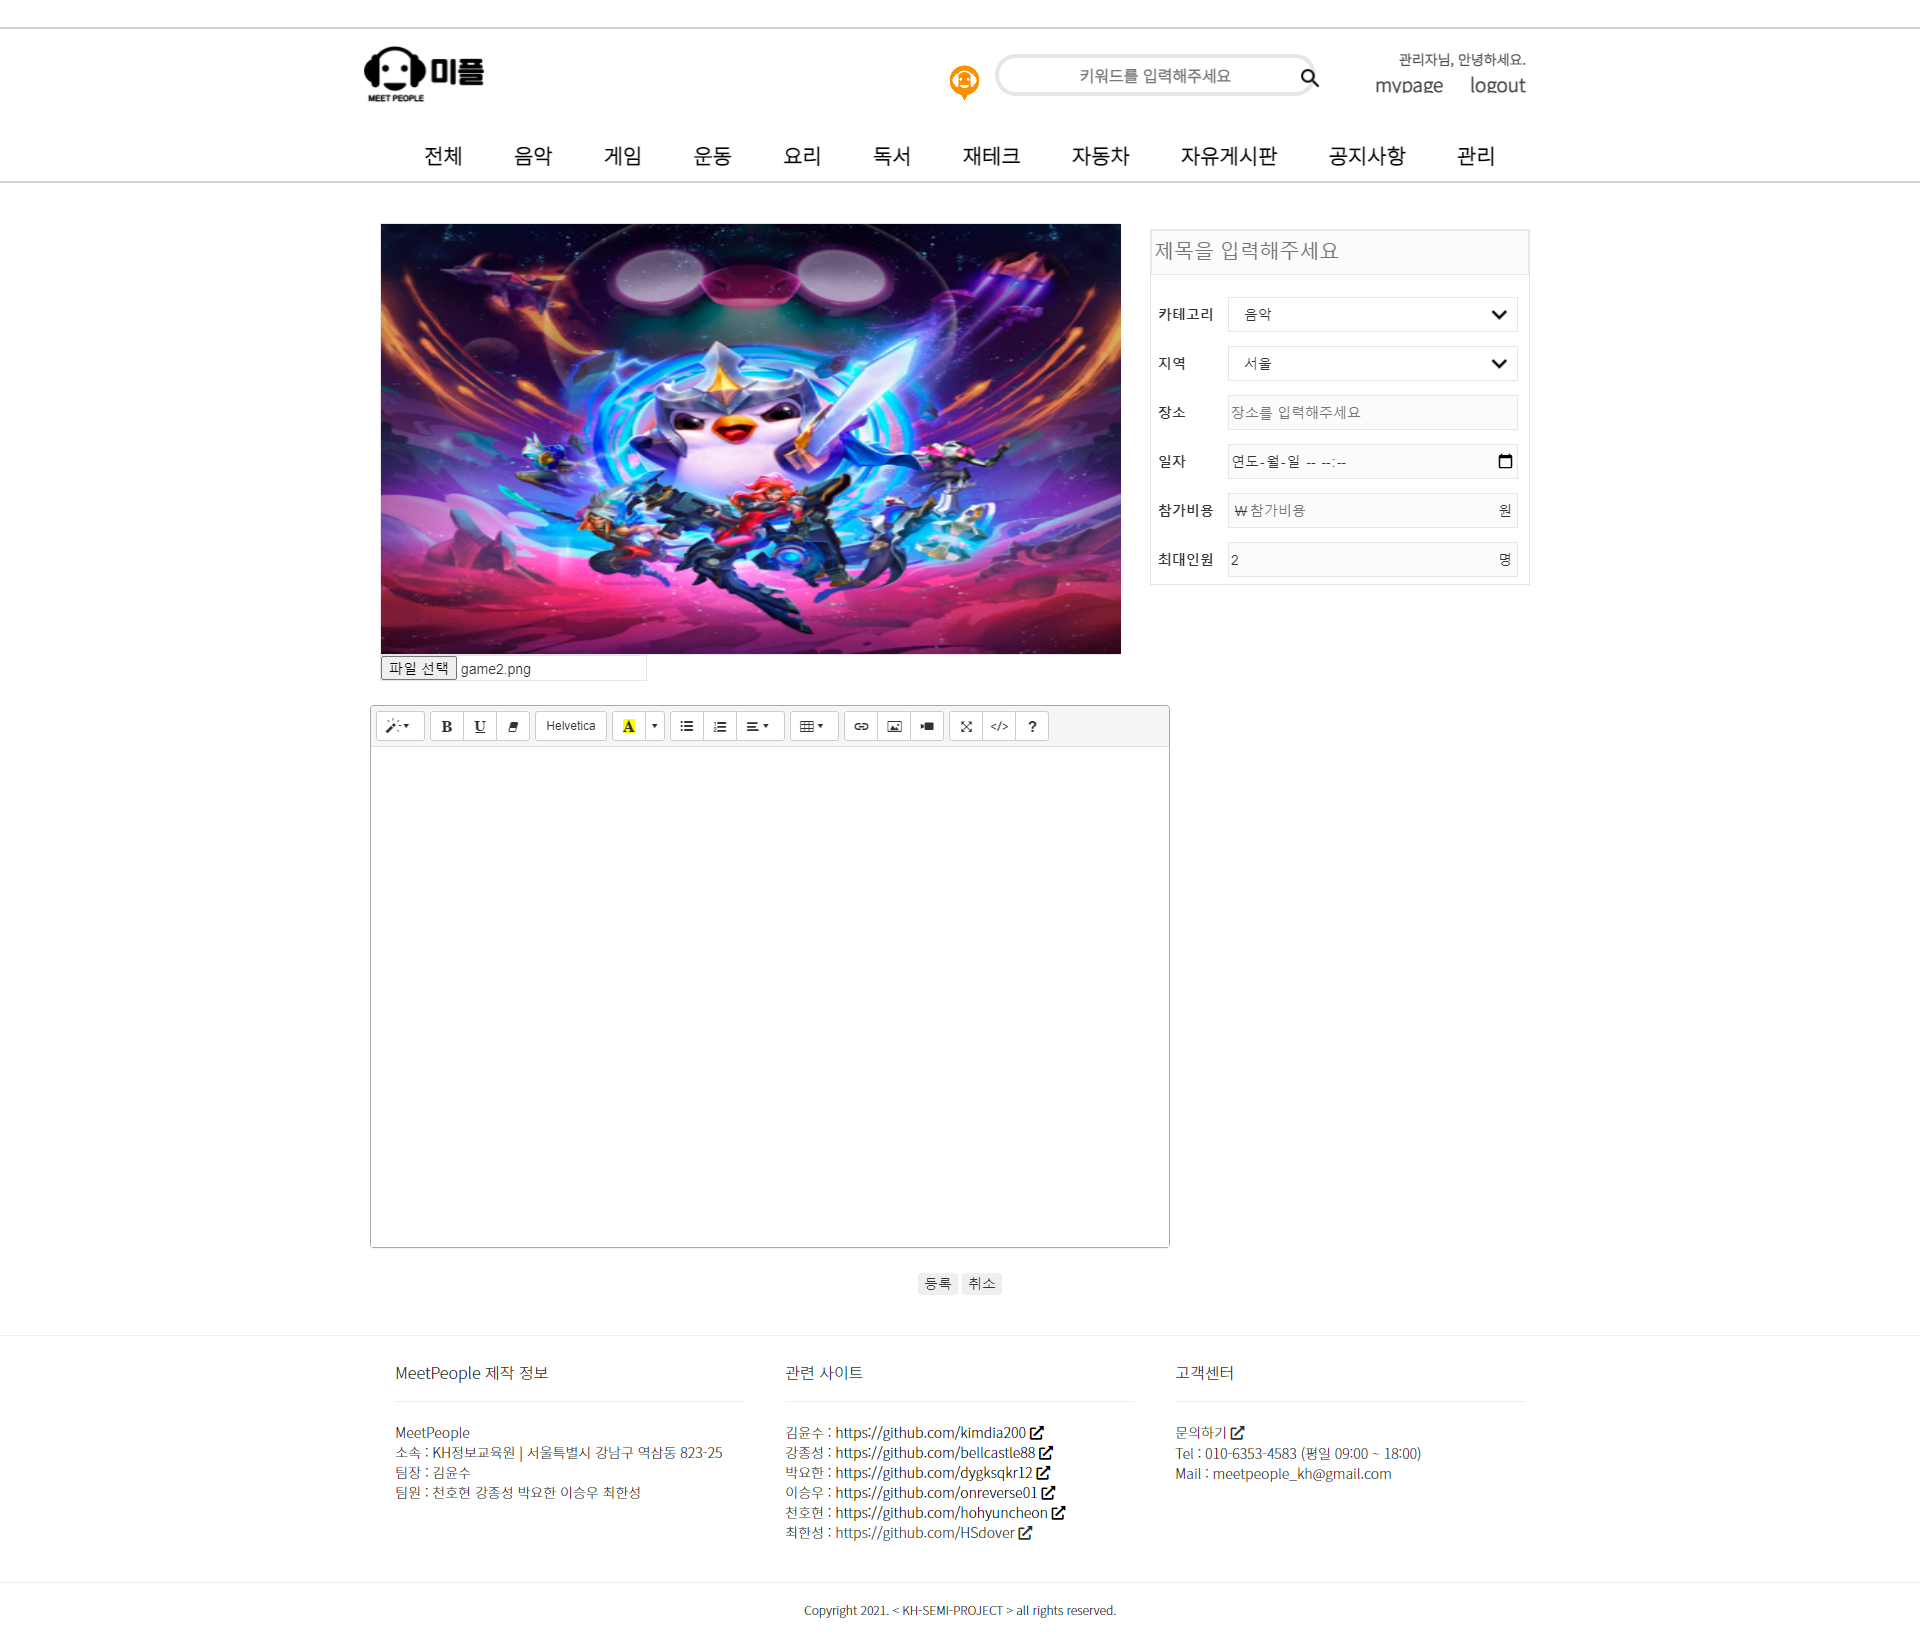 미플
MEET PEOPLE
키워드를 입력해주세요
관리자님, 안녕하세요.
mypage logout
전체 음악 게임 운동 요리 독서 재테크 자동차 자유게시판 공지사항 관리
제목을 입력해주세요
카테고리 음악
지역 서울
장소 장소를 입력해주세요
일자 연도-월-일 -- --:--
참가비용 ₩ 참가비용 원
최대인원 2 명
파일 선택 game2.png
B U Helvetica A </> ?
등록 취소
MeetPeople 제작 정보
MeetPeople
소속 : KH정보교육원 | 서울특별시 강남구 역삼동 823-25
팀장 : 김윤수
팀원 : 천호현 강종성 박요한 이승우 최한성
관련 사이트
김윤수 : https://github.com/kimdia200
강종성 : https://github.com/bellcastle88
박요한 : https://github.com/dygksqkr12
이승우 : https://github.com/onreverse01
천호현 : https://github.com/hohyuncheon
최한성 : https://github.com/HSdover
고객센터
문의하기
Tel : 010-6353-4583 (평일 09:00 ~ 18:00)
Mail : meetpeople_kh@gmail.com
Copyright 2021. < KH-SEMI-PROJECT > all rights reserved.